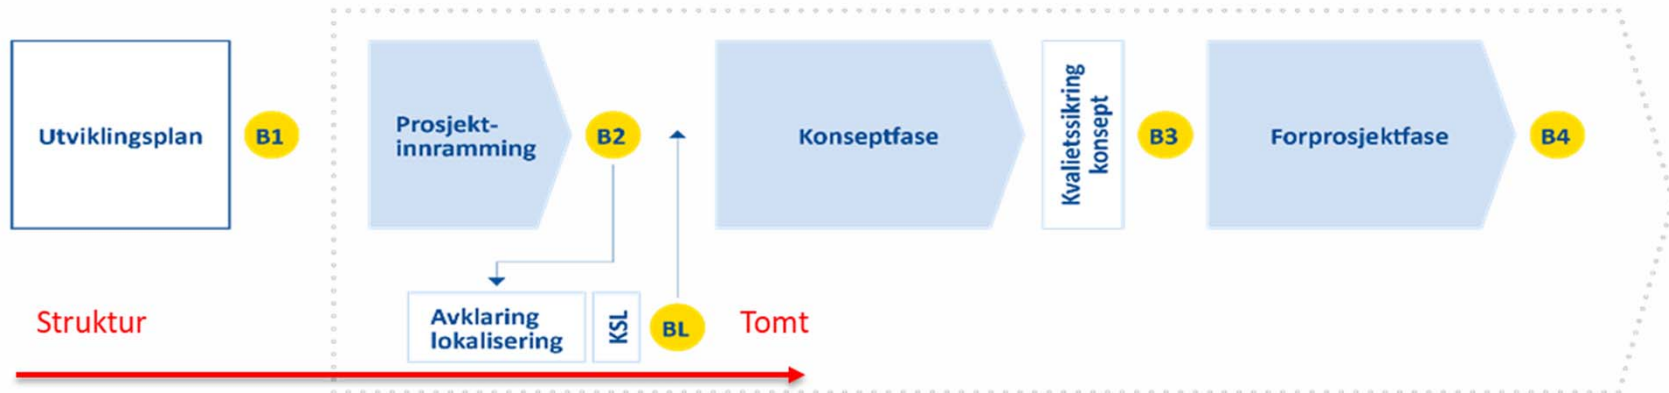 Utviklingsplan
B1
Prosjekt-
innramming
B2
Konseptfase
Kvalietssikring
konsept
B3
Forprosjektfase
B4
Struktur
Avklaring
lokalisering
KSL
BL
Tomt